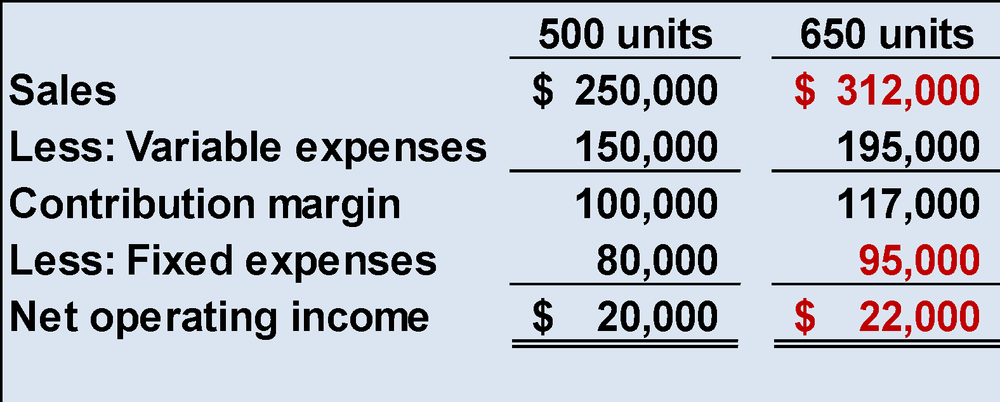 500 units 650 units
Sales $ 250,000 $ 312,000
Less: Variable expenses 150,000 195,000
Contribution margin 100,000 117,000
Less: Fixed expenses 80,000 95,000
Net operating income $ 20,000 $ 22,000